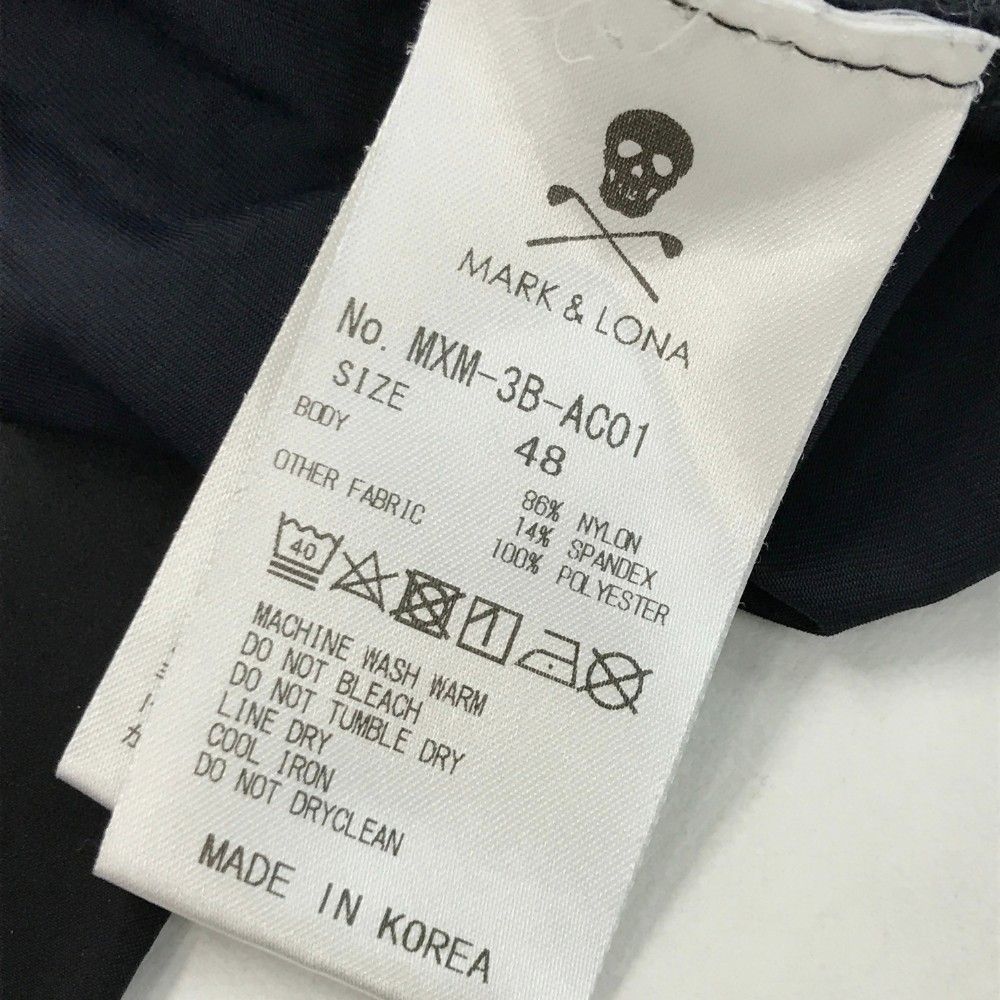 MARK & LONA
No. MXM-3B-AC01
SIZE 48
BODY 86% NYLON
14% SPANDEX
OTHER FABRIC 100% POLYESTER
40
MACHINE WASH WARM
DO NOT BLEACH
DO NOT TUMBLE DRY
LINE DRY
COOL IRON
DO NOT DRYCLEAN
MADE IN KOREA